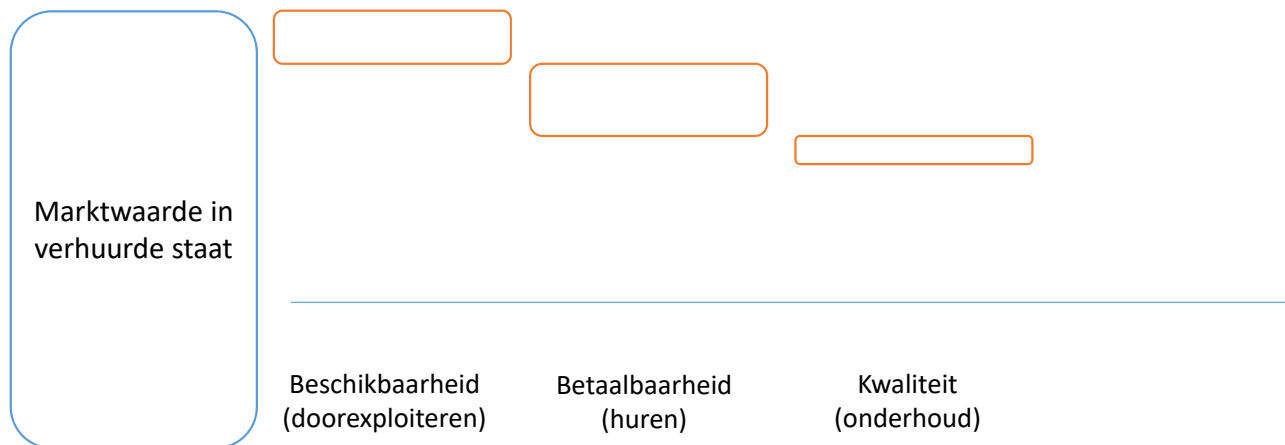 Marktwaarde in
verhuurde staat
Beschikbaarheid
(doorexploiteren)
Betaalbaarheid
(huren)
Kwaliteit
(onderhoud)